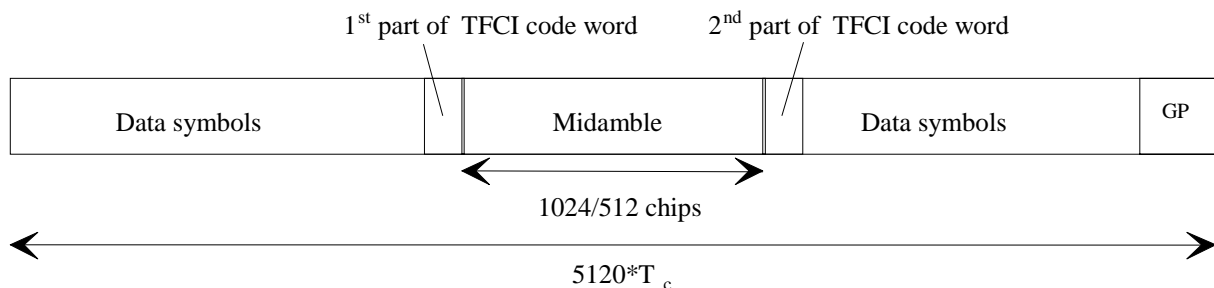 1st part of TFCI code word
2nd part of TFCI code word
Data symbols
Midamble
Data symbols
GP
1024/512 chips
5120*Tc